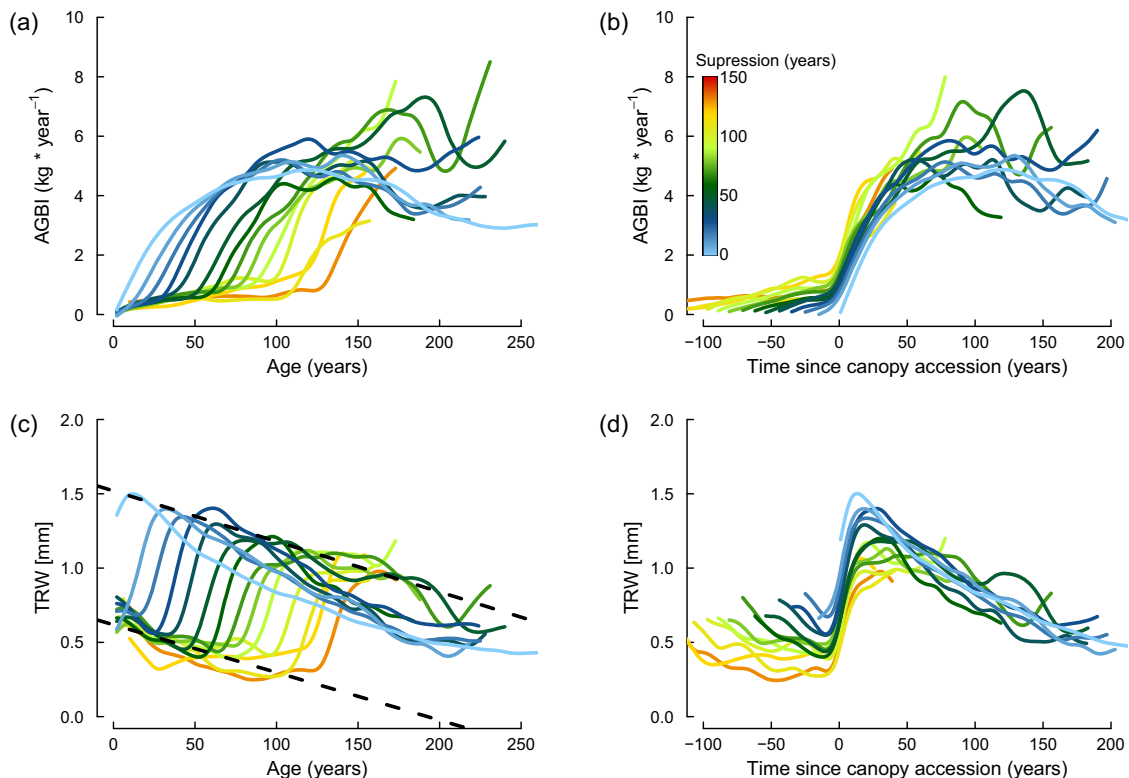 (a)
10
8
6
4
2
0
AGBI (kg * year⁻¹)
0 50 100 150 200 250
Age (years)
(b)
10
8
6
4
2
0
AGBI (kg * year⁻¹)
Supression (years)
150
100
50
0
−100 −50 0 50 100 150 200
Time since canopy accession (years)
(c)
2.0
1.5
1.0
0.5
0.0
TRW [mm]
0 50 100 150 200 250
Age (years)
(d)
2.0
1.5
1.0
0.5
0.0
TRW [mm]
−100 −50 0 50 100 150 200
Time since canopy accession (years)